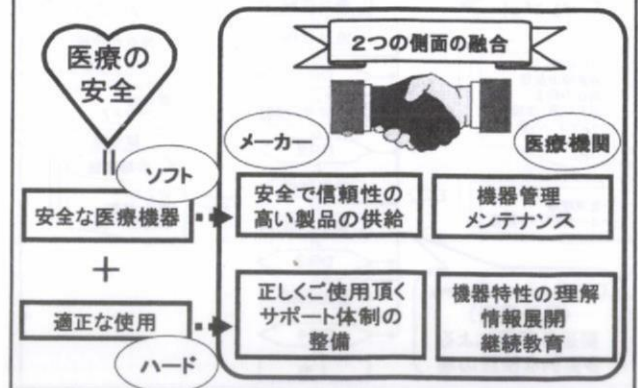 医療の
安全
=
ソフト
安全な医療機器
+
適正な使用
ハード
2つの側面の融合
メーカー
医療機関
安全で信頼性の
高い製品の供給
機器管理
メンテナンス
正しくご使用頂く
サポート体制の
整備
機器特性の理解
情報展開
継続教育